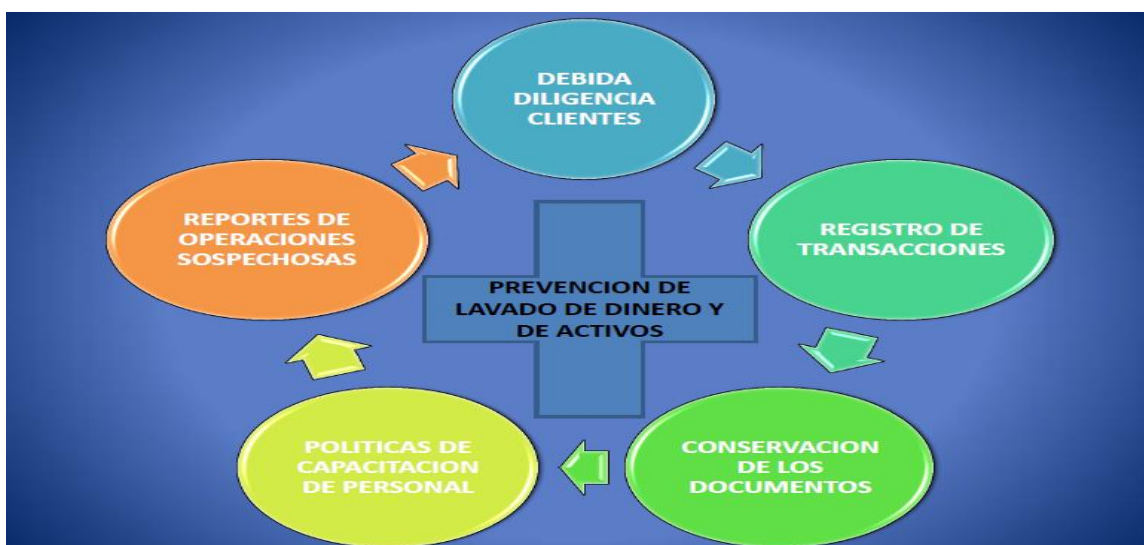 DEBIDA
DILIGENCIA
CLIENTES
REGISTRO DE
TRANSACCIONES
CONSERVACION
DE LOS
DOCUMENTOS
POLITICAS DE
CAPACITACION
DE PERSONAL
REPORTES DE
OPERACIONES
SOSPECHOSAS
PREVENCION DE
LAVADO DE DINERO Y
DE ACTIVOS